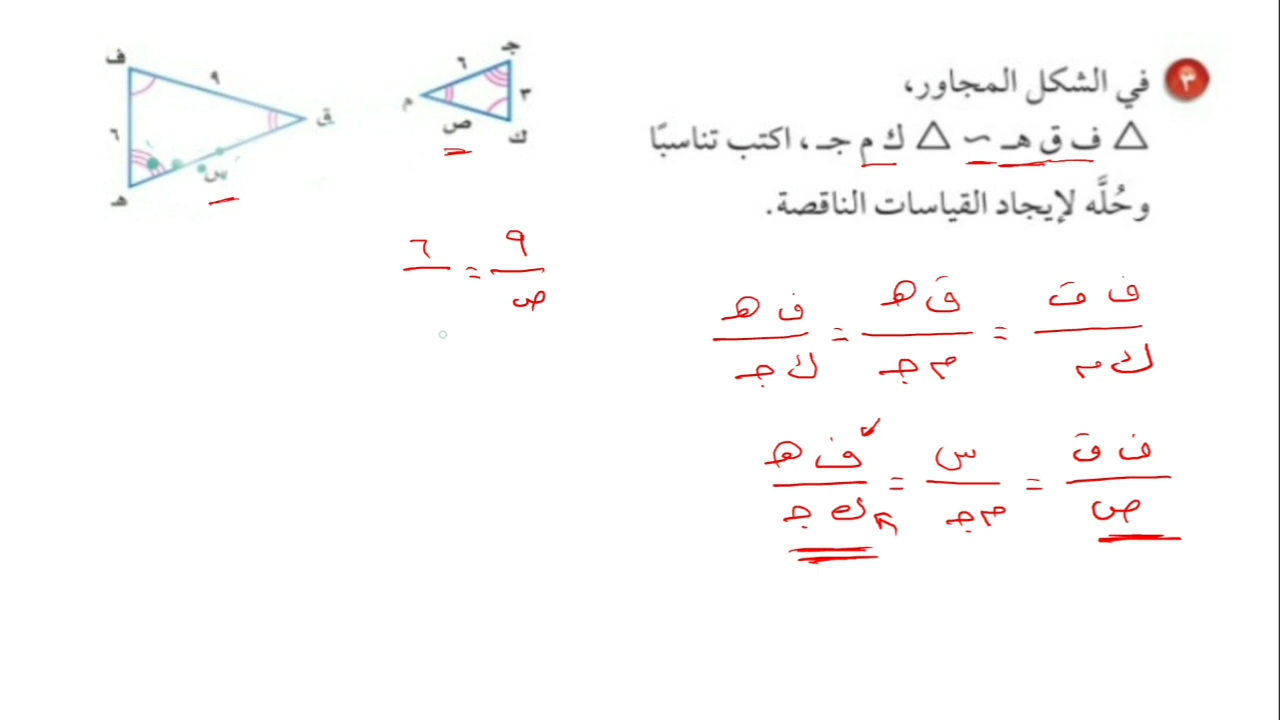 ٣ في الشكل المجاور،
△ ف ق هـ ~ △ ك م جـ، اكتب تناسبًا
وحُلَّه لإيجاد القياسات الناقصة.
ف
٩
ق
٦
س
هـ
جـ
٦
٣
م
ص
ك
ف ق / ك م = ق هـ / م جـ = ف هـ / ك جـ
ف ق / ص = س / م جـ = ف هـ / ك جـ
٩ / ص = ٦